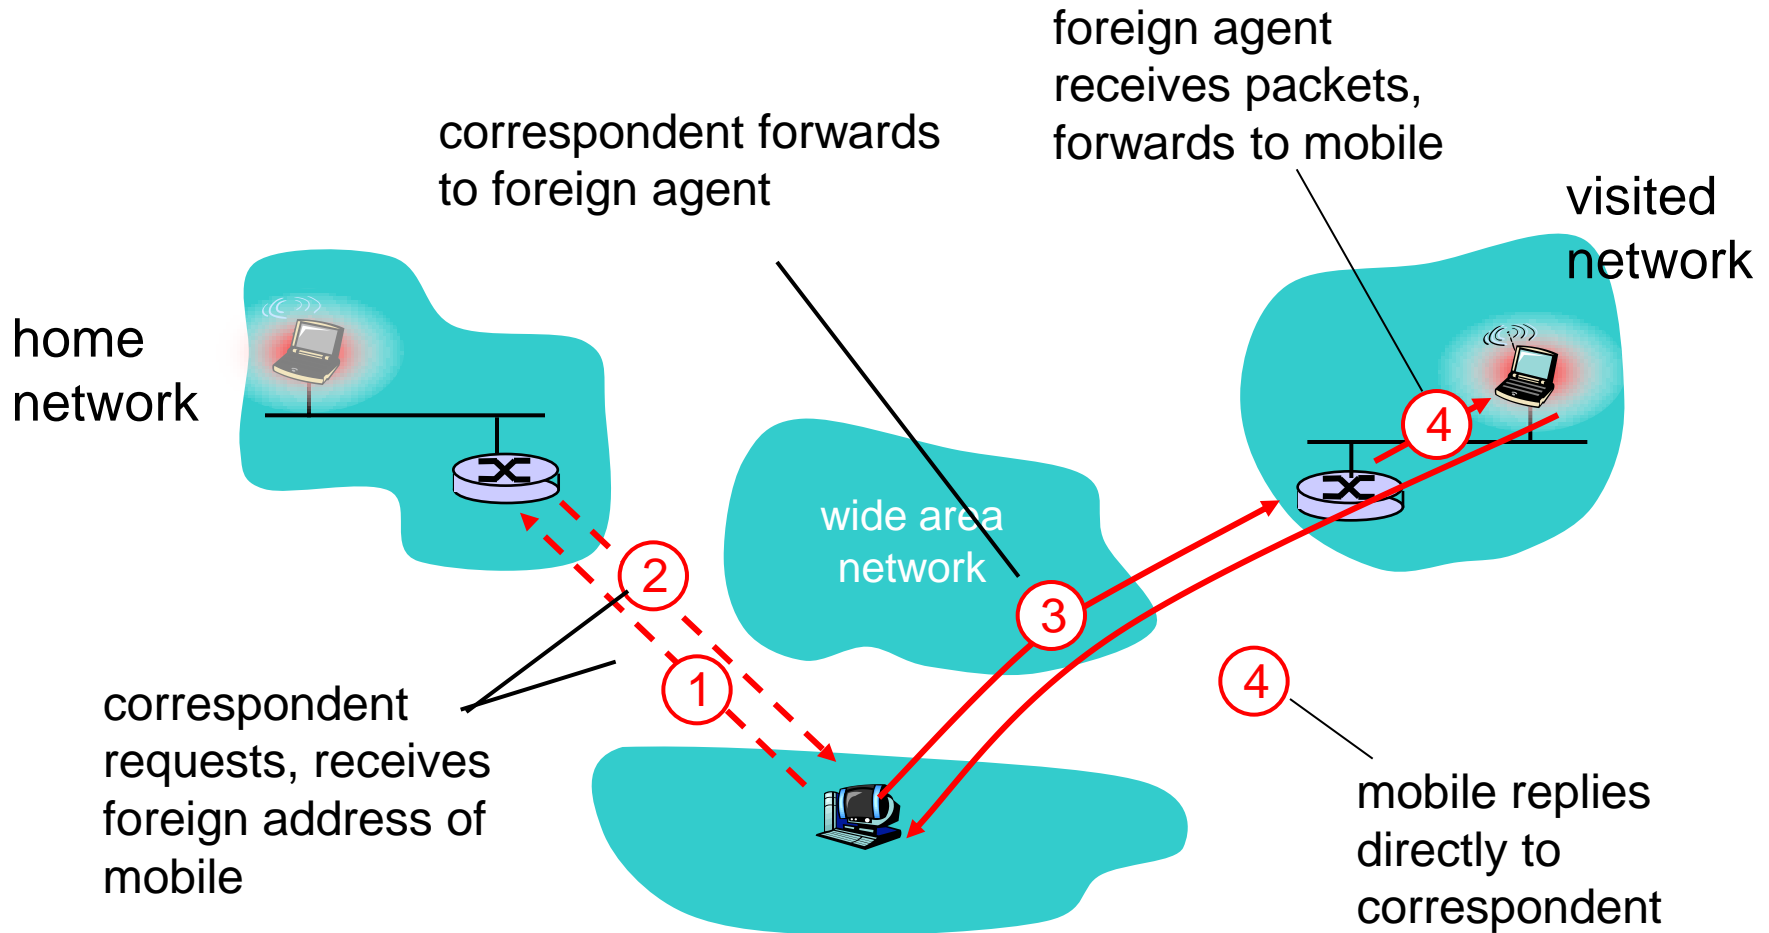 foreign agent
receives packets,
forwards to mobile
correspondent forwards
to foreign agent
visited
network
home
network
4
wide area
network
2
3
1
4
correspondent
requests, receives
foreign address of
mobile
mobile replies
directly to
correspondent